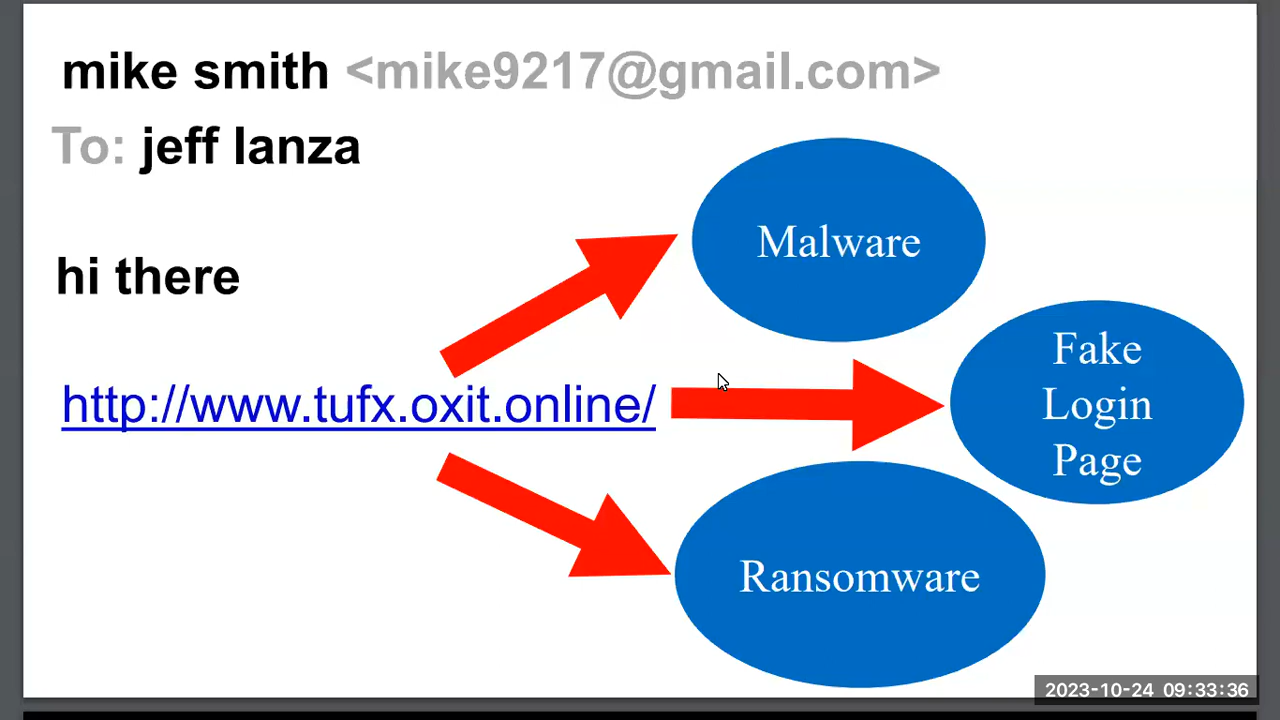 mike smith <mike9217@gmail.com>
To: jeff lanza
hi there
http://www.tufx.oxit.online/
Malware
Fake
Login
Page
Ransomware
2023-10-24 09:33:36